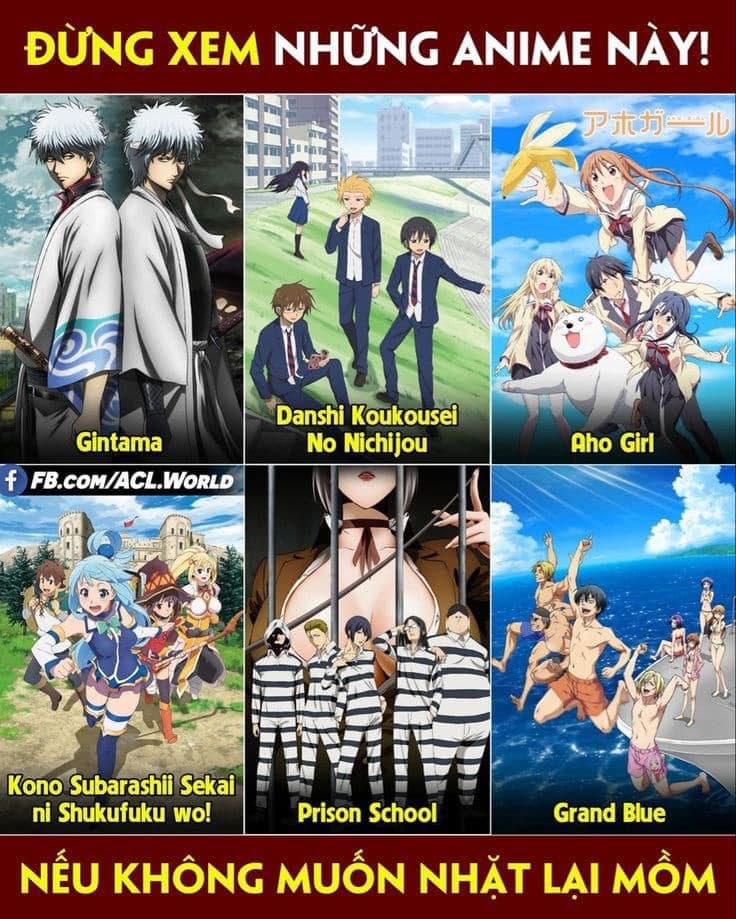 ĐỪNG XEM NHỮNG ANIME NÀY!
アホガール
Gintama
Danshi Koukousei
No Nichijou
Aho Girl
f FB.COM/ACL.WORLD
Kono Subarashii Sekai
ni Shukufuku wo!
Prison School
Grand Blue
NẾU KHÔNG MUỐN NHẶT LẠI MỒM